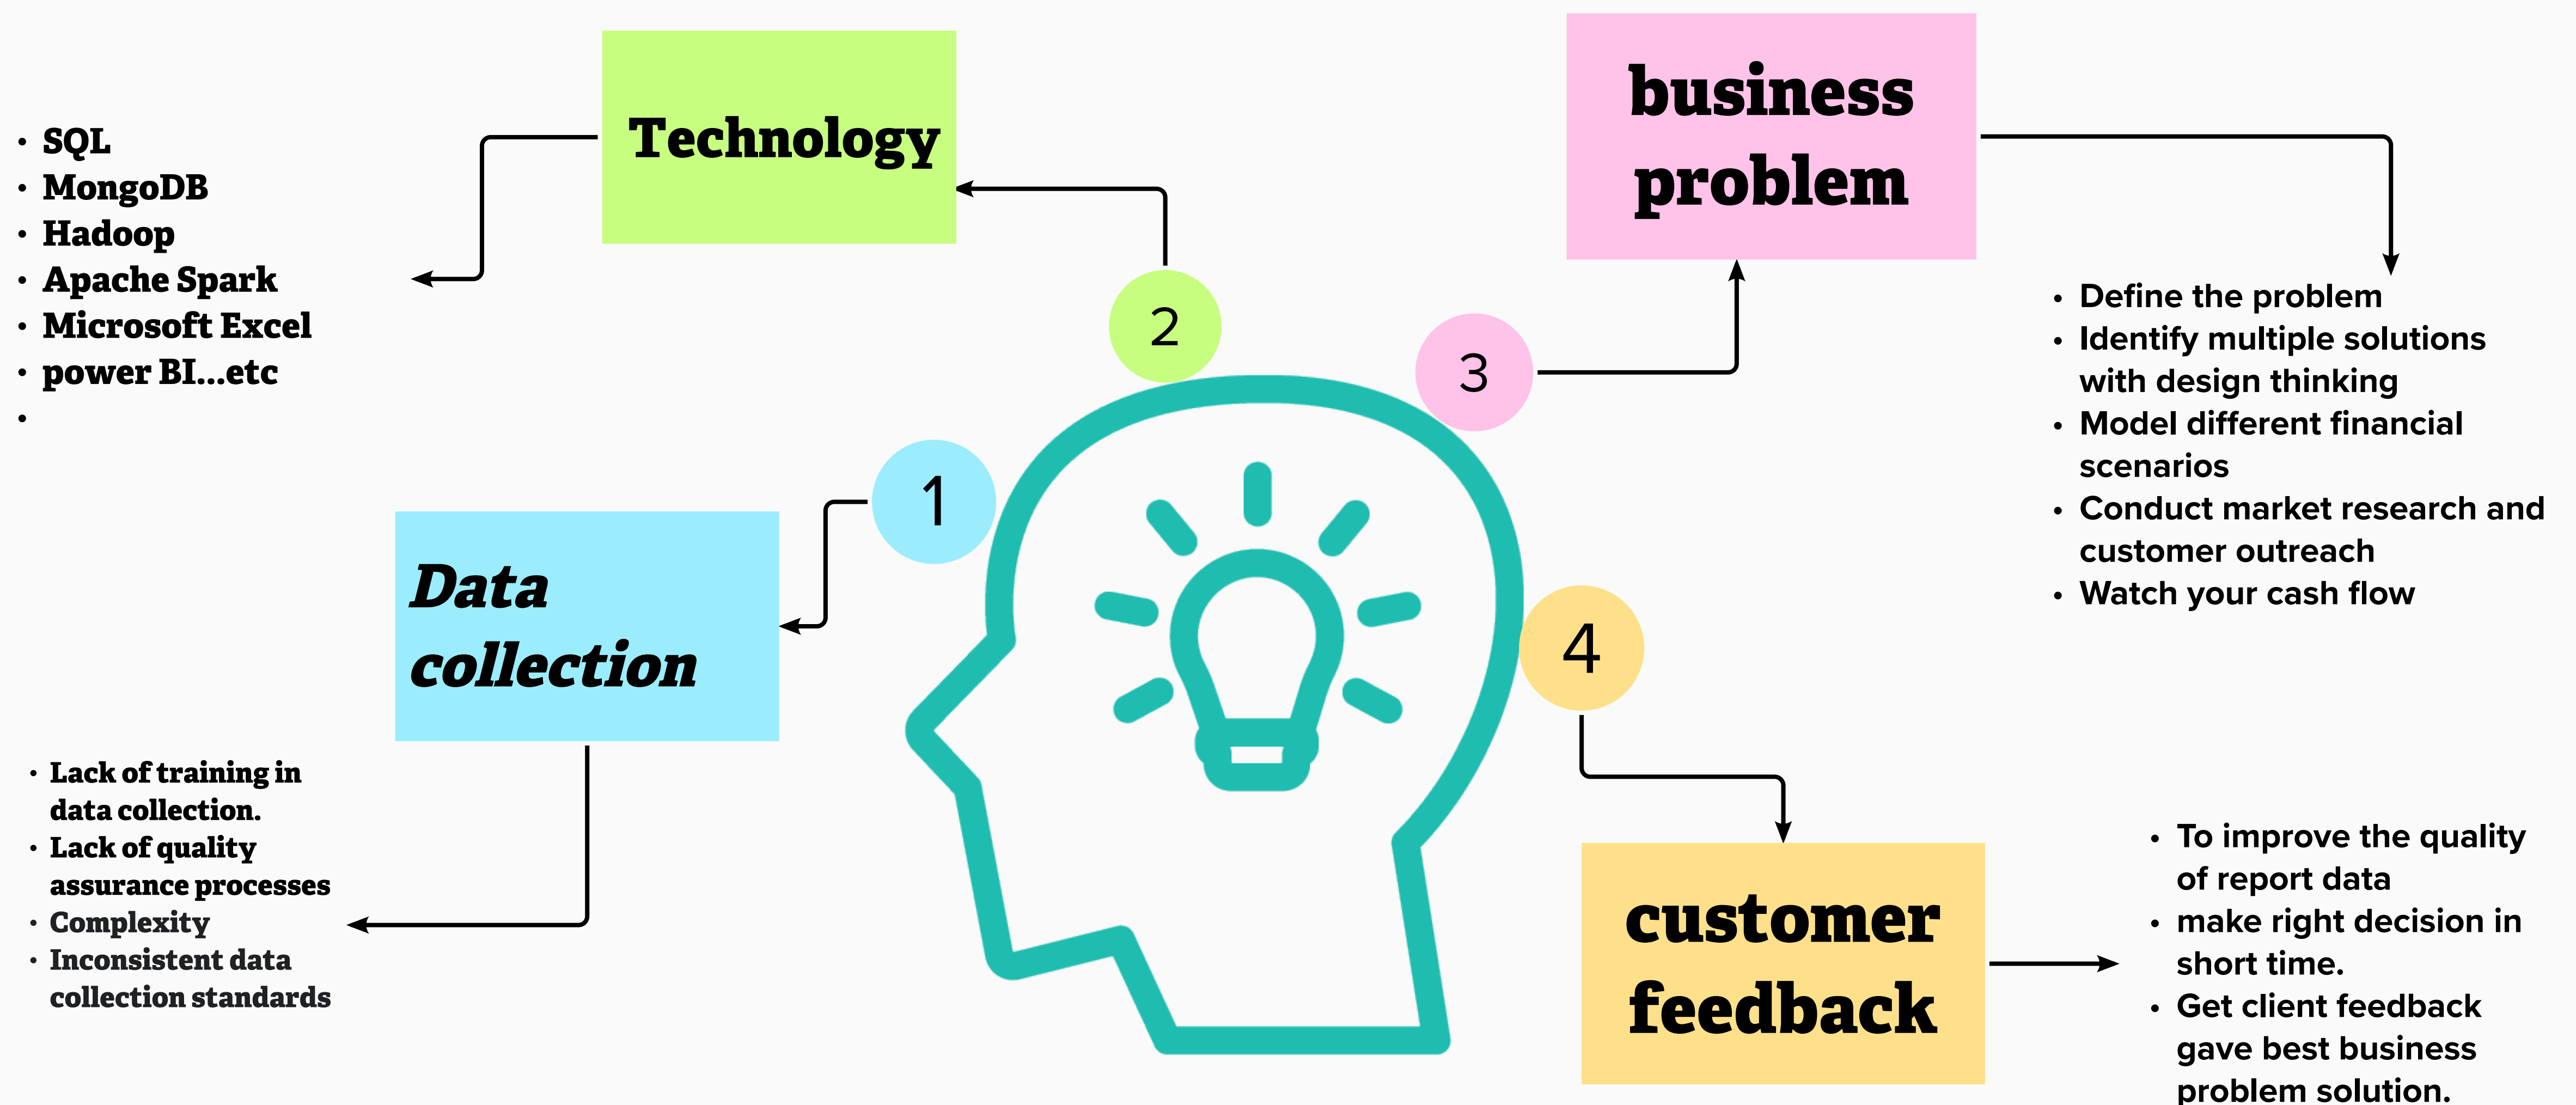 Technology
• SQL
• MongoDB
• Hadoop
• Apache Spark
• Microsoft Excel
• power BI...etc
•
business
problem
• Define the problem
• Identify multiple solutions
with design thinking
• Model different financial
scenarios
• Conduct market research and
customer outreach
• Watch your cash flow
2
3
1
4
Data
collection
• Lack of training in
data collection.
• Lack of quality
assurance processes
• Complexity
• Inconsistent data
collection standards
customer
feedback
• To improve the quality
of report data
• make right decision in
short time.
• Get client feedback
gave best business
problem solution.